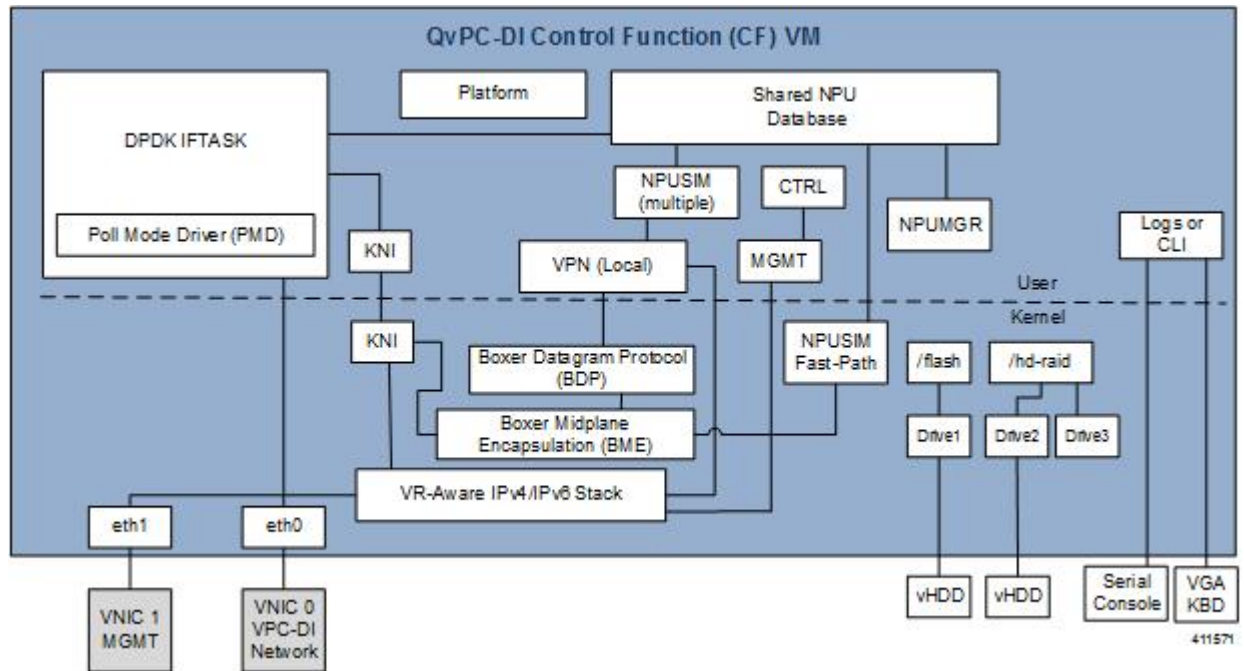 QvPC-DI Control Function (CF) VM
Platform
Shared NPU
Database
DPDK IFTASK
NPUSIM
(multiple)
CTRL
NPUMGR
Logs or
CLI
Poll Mode Driver (PMD)
KNI
VPN (Local)
MGMT
User
Kernel
KNI
Boxer Datagram Protocol
(BDP)
NPUSIM
Fast-Path
/flash
/hd-raid
Boxer Midplane
Encapsulation (BME)
Drive1
Drive2
Drive3
VR-Aware IPv4/IPv6 Stack
eth1
eth0
VNIC 1
MGMT
VNIC 0
VPC-DI
Network
vHDD
vHDD
Serial
Console
VGA
KBD
411571